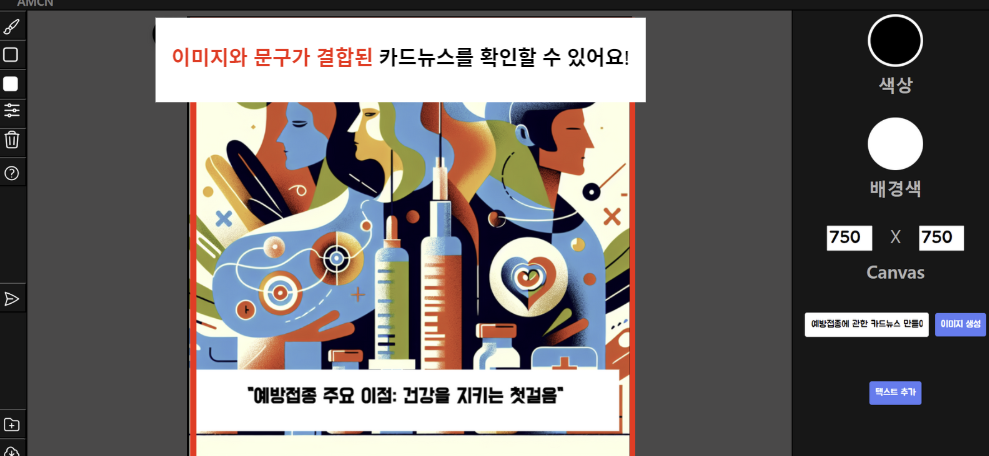 AMCN
이미지와 문구가 결합된 카드뉴스를 확인할 수 있어요!
색상
배경색
750 X 750
Canvas
예방접종에 관한 카드뉴스 만들어 이미지 생성
텍스트 추가
"예방접종 주요 이점: 건강을 지키는 첫걸음"